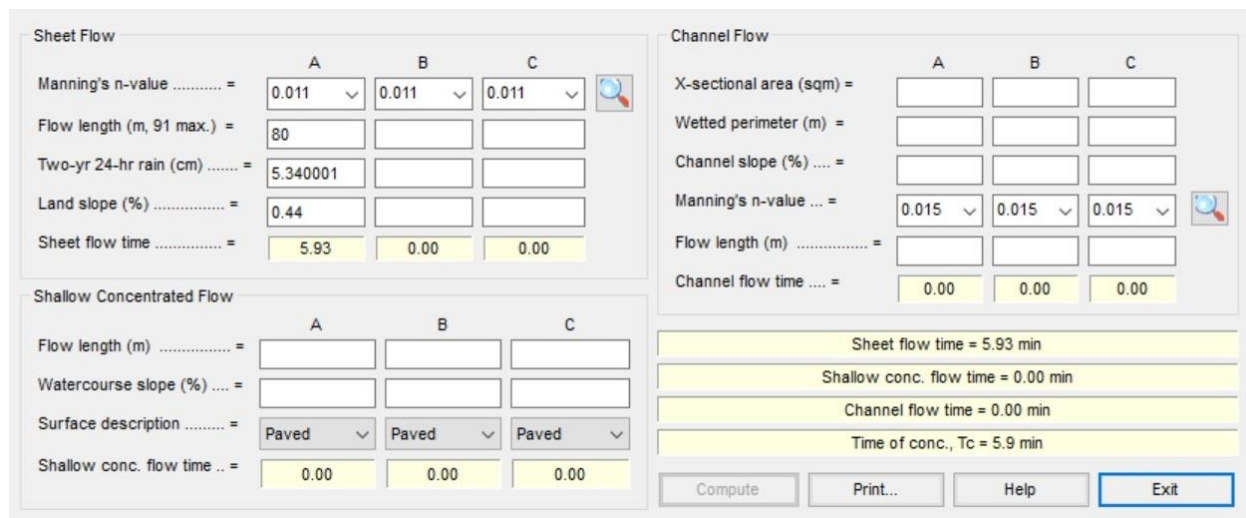 Sheet Flow
A B C
Manning's n-value ........... = 0.011 0.011 0.011
Flow length (m, 91 max.) = 80
Two-yr 24-hr rain (cm) ....... = 5.340001
Land slope (%) ................ = 0.44
Sheet flow time ............... = 5.93 0.00 0.00
Shallow Concentrated Flow
A B C
Flow length (m) ................ =
Watercourse slope (%) .... =
Surface description ......... = Paved Paved Paved
Shallow conc. flow time .. = 0.00 0.00 0.00
Channel Flow
A B C
X-sectional area (sqm) =
Wetted perimeter (m) =
Channel slope (%) .... =
Manning's n-value ... = 0.015 0.015 0.015
Flow length (m) ................ =
Channel flow time .... = 0.00 0.00 0.00
Sheet flow time = 5.93 min
Shallow conc. flow time = 0.00 min
Channel flow time = 0.00 min
Time of conc., Tc = 5.9 min
Compute Print... Help Exit